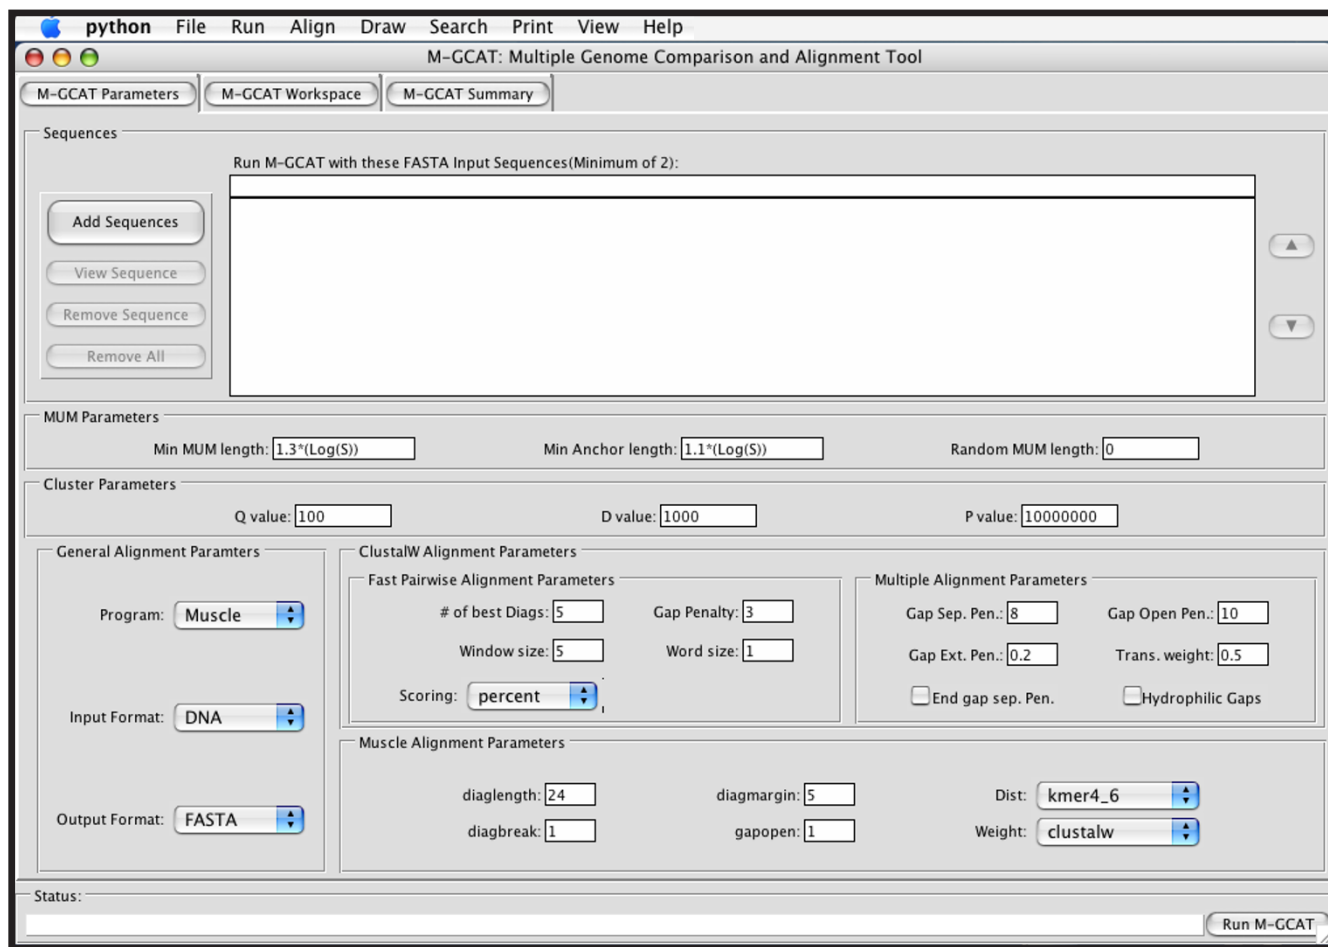 python File Run Align Draw Search Print View Help
M-GCAT: Multiple Genome Comparison and Alignment Tool
M-GCAT Parameters M-GCAT Workspace M-GCAT Summary
Sequences
Run M-GCAT with these FASTA Input Sequences(Minimum of 2):
Add Sequences
View Sequence
Remove Sequence
Remove All
MUM Parameters
Min MUM length: 1.3*(Log(S)) Min Anchor length: 1.1*(Log(S)) Random MUM length: 0
Cluster Parameters
Q value: 100 D value: 1000 P value: 10000000
General Alignment Paramters
Program: Muscle
Input Format: DNA
Output Format: FASTA
ClustalW Alignment Parameters
Fast Pairwise Alignment Parameters
# of best Diags: 5 Gap Penalty: 3
Window size: 5 Word size: 1
Scoring: percent
Multiple Alignment Parameters
Gap Sep. Pen.: 8 Gap Open Pen.: 10
Gap Ext. Pen.: 0.2 Trans. weight: 0.5
End gap sep. Pen. Hydrophilic Gaps
Muscle Alignment Parameters
diaglength: 24 diagmargin: 5 Dist: kmer4_6
diagbreak: 1 gapopen: 1 Weight: clustalw
Status:
Run M-GCAT